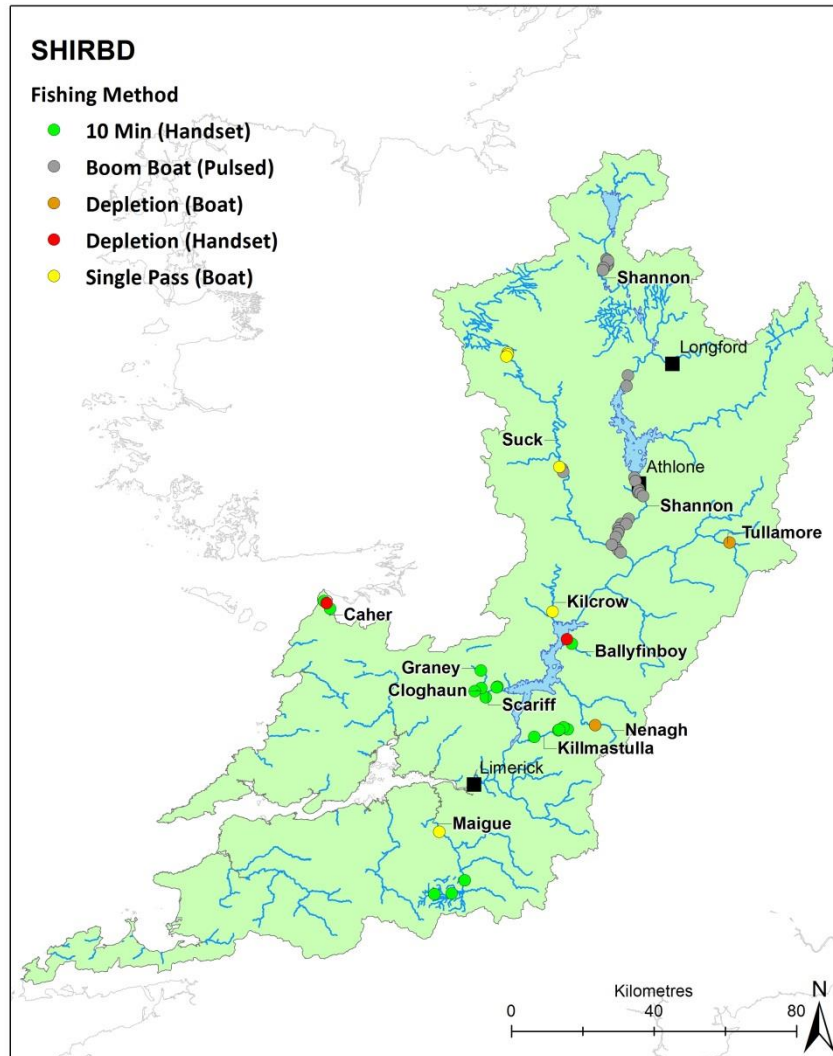 SHIRBD
Fishing Method
10 Min (Handset)
Boom Boat (Pulsed)
Depletion (Boat)
Depletion (Handset)
Single Pass (Boat)
Shannon
Longford
Suck
Athlone
Shannon
Tullamore
Kilcrow
Caher
Ballyfinboy
Graney
Cloghaun
Scariff
Nenagh
Killmastulla
Limerick
Maigue
Kilometres
N
0 40 80